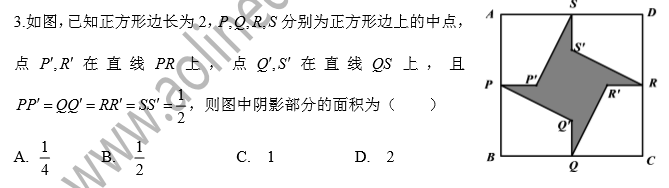 3.如图,已知正方形边长为2,P,Q,R,S分别为正方形边上的中点,
点 P′,R′ 在直线 PR 上,点 Q′,S′ 在直线 QS 上,且
PP′=QQ′=RR′=SS′=1/2,则图中阴影部分的面积为( )
A. 1/4 B. 1/2 C. 1 D. 2
A S D
S′
P P′ R′ R
Q′
B Q C